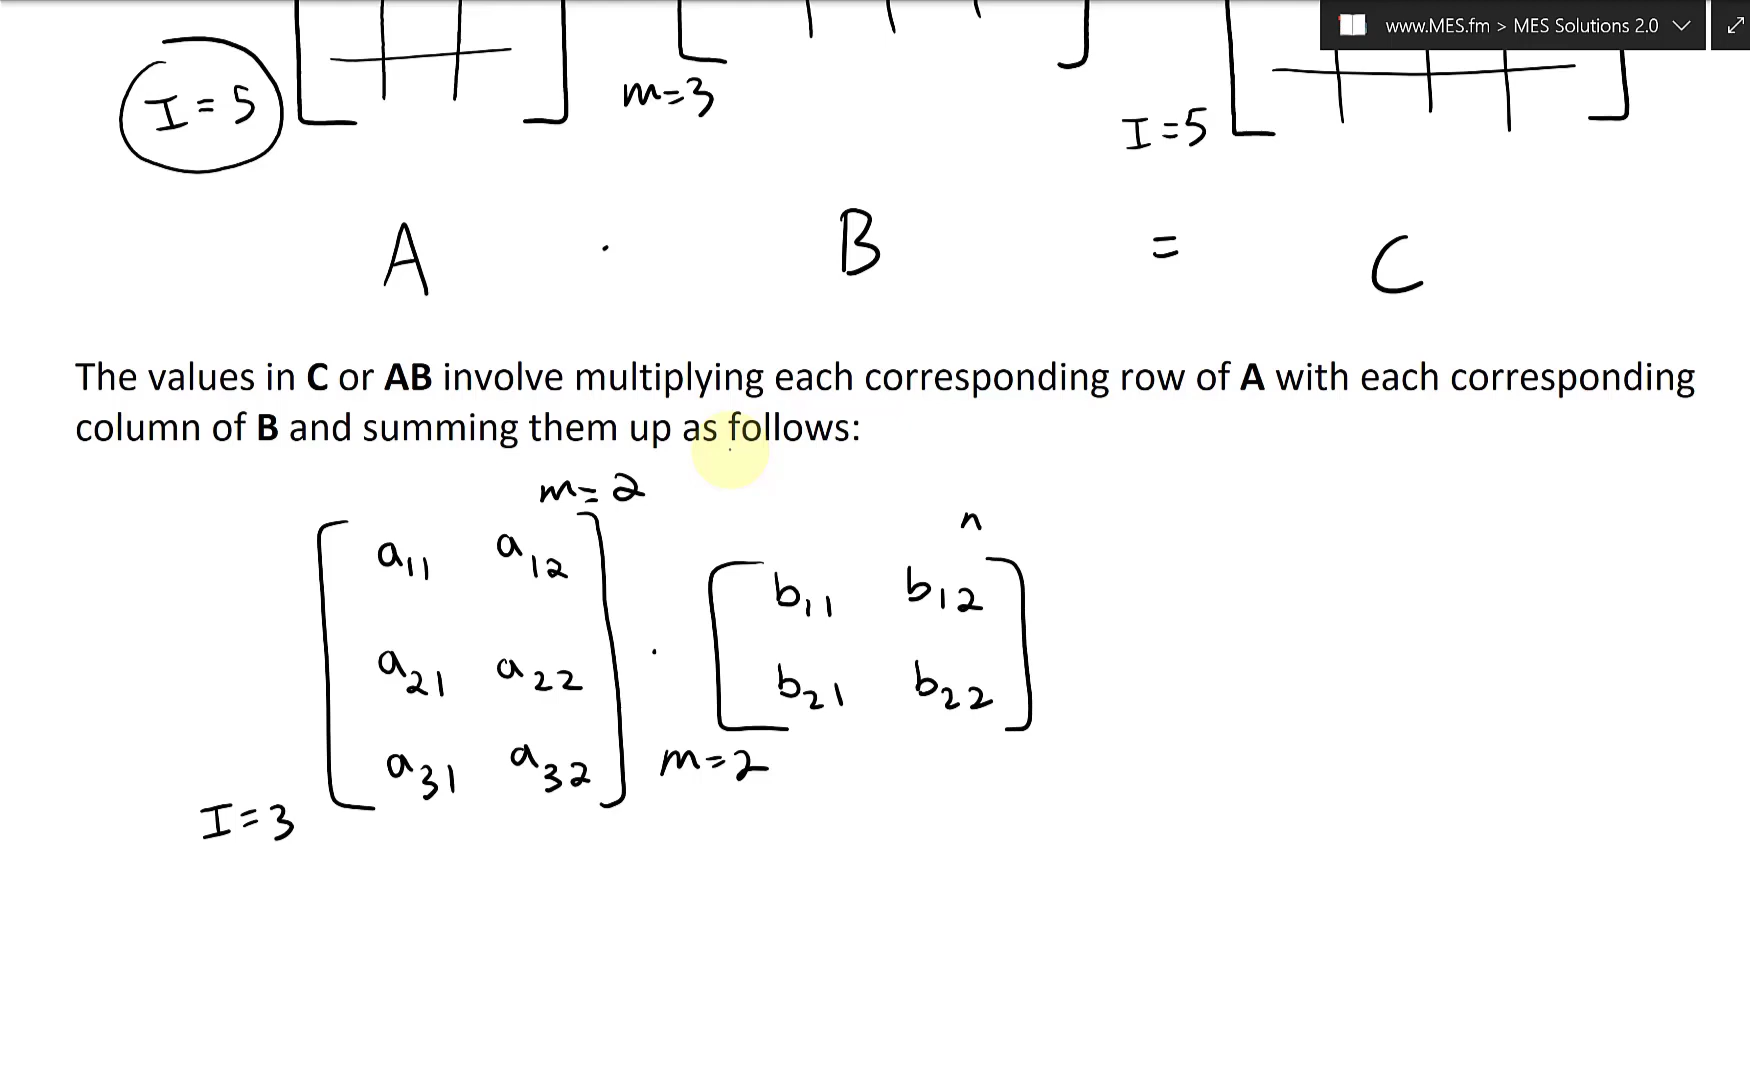 www.MES.fm > MES Solutions 2.0
I = 5
m=3
I=5
A · B = C
The values in C or AB involve multiplying each corresponding row of A with each corresponding
column of B and summing them up as follows:
m=2
n
a11 a12
b11 b12
a21 a22 · b21 b22
a31 a32
m=2
I=3